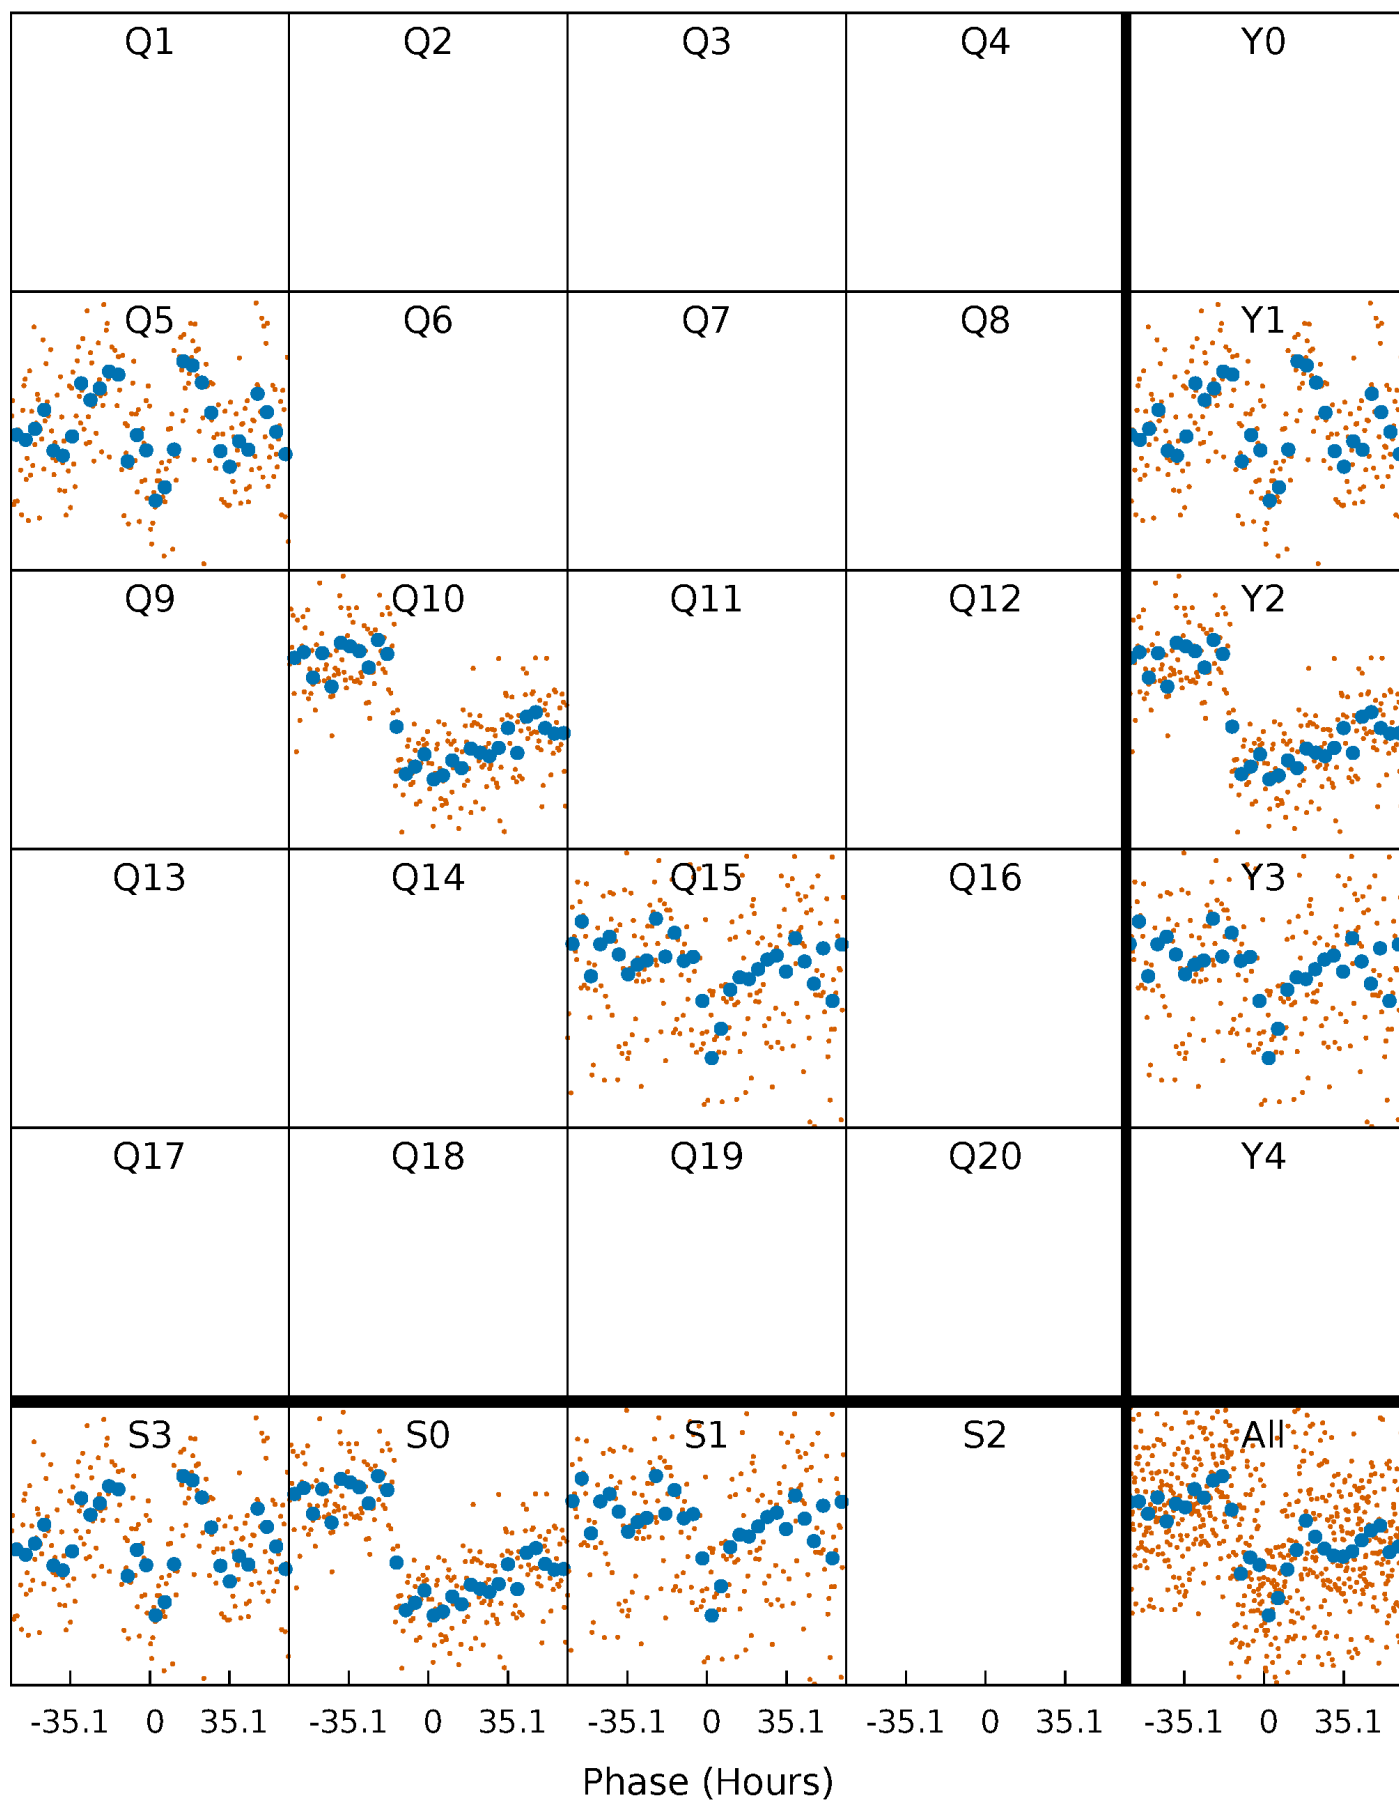 Q1 Q2 Q3 Q4 Y0
Q5 Q6 Q7 Q8 Y1
Q9 Q10 Q11 Q12 Y2
Q13 Q14 Q15 Q16 Y3
Q17 Q18 Q19 Q20 Y4
S3 S0 S1 S2 All
-35.1 0 35.1 -35.1 0 35.1 -35.1 0 35.1 -35.1 0 35.1 -35.1 0 35.1
Phase (Hours)